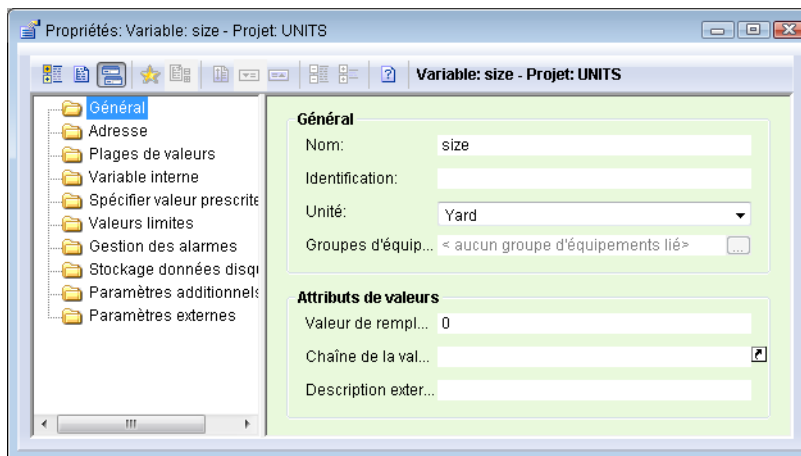 Propriétés: Variable: size - Projet: UNITS
Variable: size - Projet: UNITS
Général
Adresse
Plages de valeurs
Variable interne
Spécifier valeur prescrite
Valeurs limites
Gestion des alarmes
Stockage données disqu
Paramètres additionnels
Paramètres externes
Général
Nom: size
Identification:
Unité: Yard
Groupes d'équip... < aucun groupe d'équipements lié> ...
Attributs de valeurs
Valeur de rempl... 0
Chaîne de la val...
Description exter...